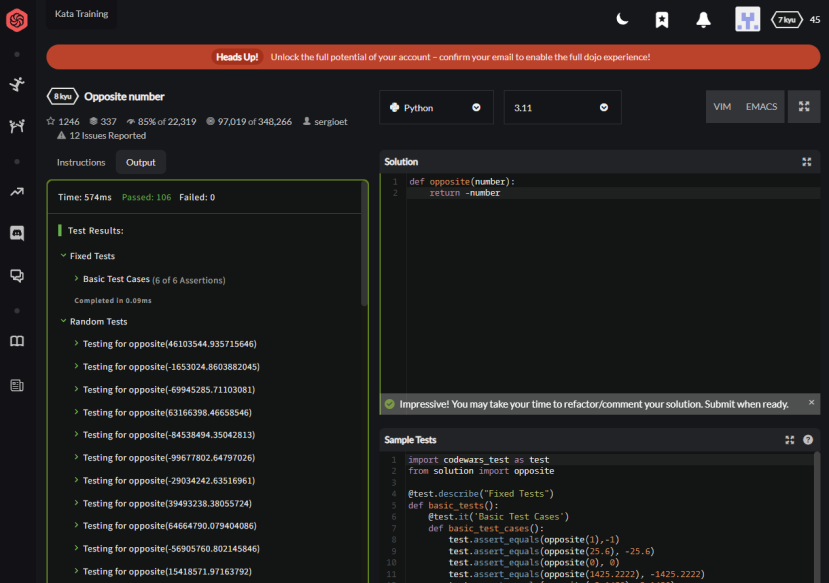 Kata Training
7 kyu 45
Heads Up! Unlock the full potential of your account – confirm your email to enable the full dojo experience!
8 kyu Opposite number
1246 337 85% of 22,319 97,019 of 348,266 sergioet
12 Issues Reported
Python
3.11
VIM EMACS
Instructions Output
Time: 574ms Passed: 106 Failed: 0
Test Results:
Fixed Tests
Basic Test Cases (6 of 6 Assertions)
Completed in 0.09ms
Random Tests
Testing for opposite(46103544.935715646)
Testing for opposite(-1653024.8603882045)
Testing for opposite(-69945285.71103081)
Testing for opposite(63166398.46658546)
Testing for opposite(-84538494.35042813)
Testing for opposite(-99677802.64797026)
Testing for opposite(-29034242.63516961)
Testing for opposite(39493238.38055724)
Testing for opposite(64664790.079404086)
Testing for opposite(-56905760.802145846)
Testing for opposite(15418571.97163792)
Solution
1 def opposite(number):
2 return -number
Impressive! You may take your time to refactor/comment your solution. Submit when ready.
Sample Tests
1 import codewars_test as test
2 from solution import opposite
3
4 @test.describe("Fixed Tests")
5 def basic_tests():
6 @test.it('Basic Test Cases')
7 def basic_test_cases():
8 test.assert_equals(opposite(1),-1)
9 test.assert_equals(opposite(25.6), -25.6)
10 test.assert_equals(opposite(0), 0)
11 test.assert_equals(opposite(1425.2222), -1425.2222)